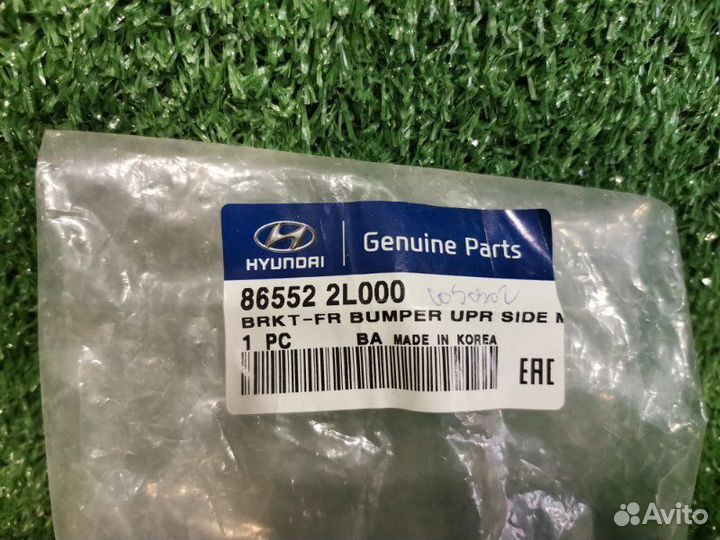 HYUNDAI
Genuine Parts
86552 2L000
BRKT-FR BUMPER UPR SIDE M
1 PC BA MADE IN KOREA
EAC
Avito